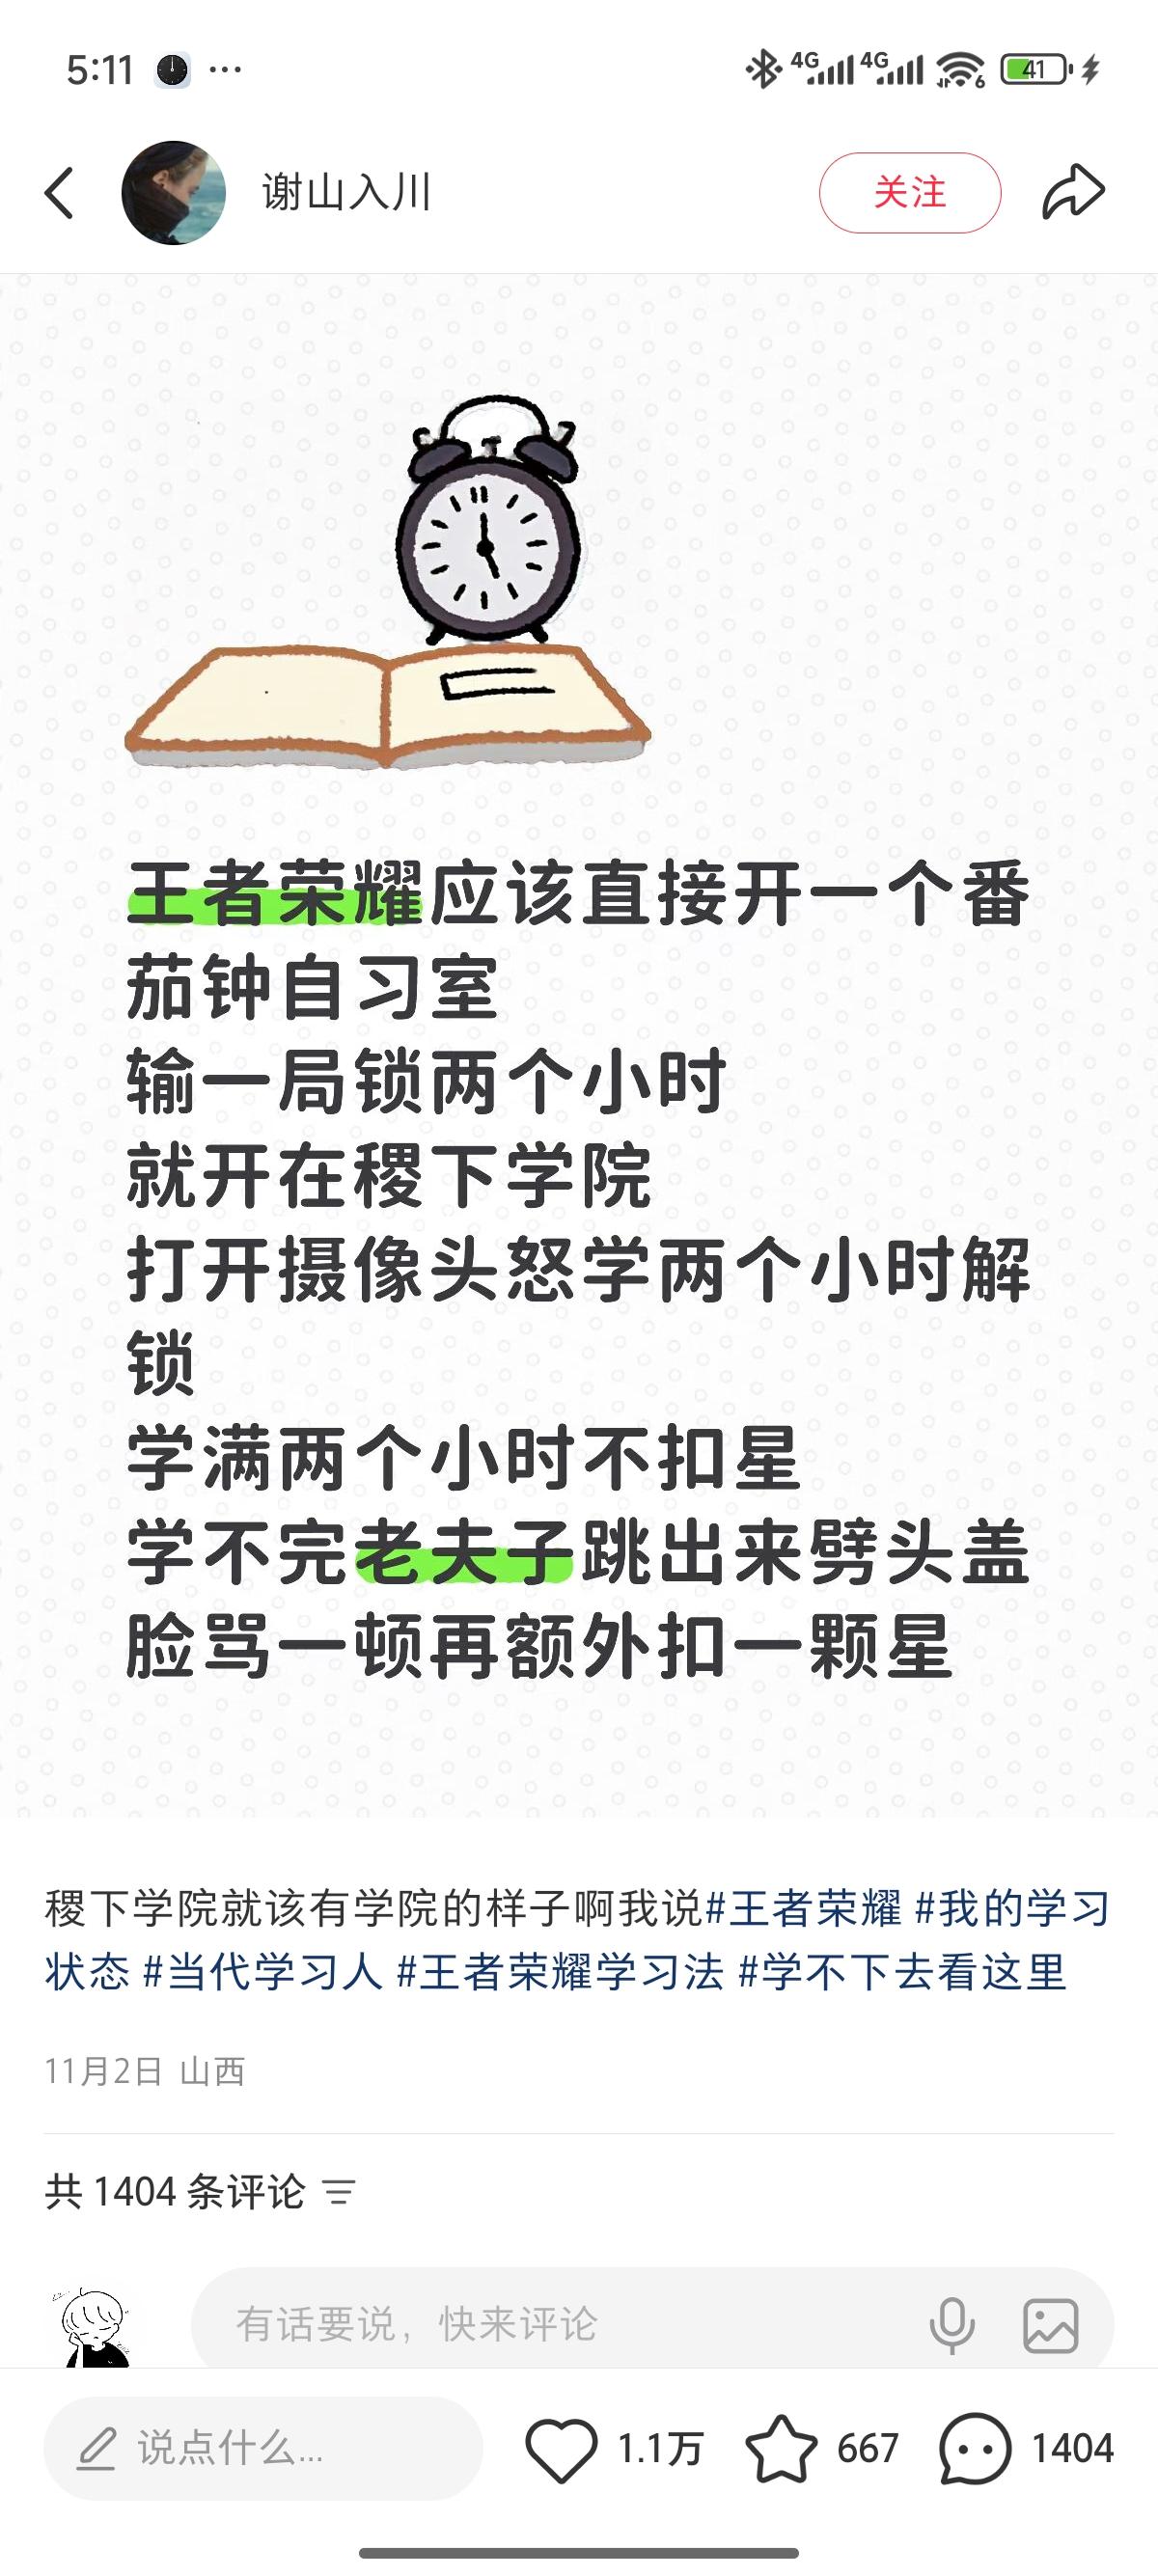 5:11 ...
4G 4G 6 41
谢山入川
关注
王者荣耀应该直接开一个番
茄钟自习室
输一局锁两个小时
就开在稷下学院
打开摄像头怒学两个小时解
锁
学满两个小时不扣星
学不完老夫子跳出来劈头盖
脸骂一顿再额外扣一颗星
稷下学院就该有学院的样子啊我说#王者荣耀 #我的学习
状态 #当代学习人 #王者荣耀学习法 #学不下去看这里
11月2日 山西
共 1404 条评论
有话要说，快来评论
说点什么...
1.1万 667 1404